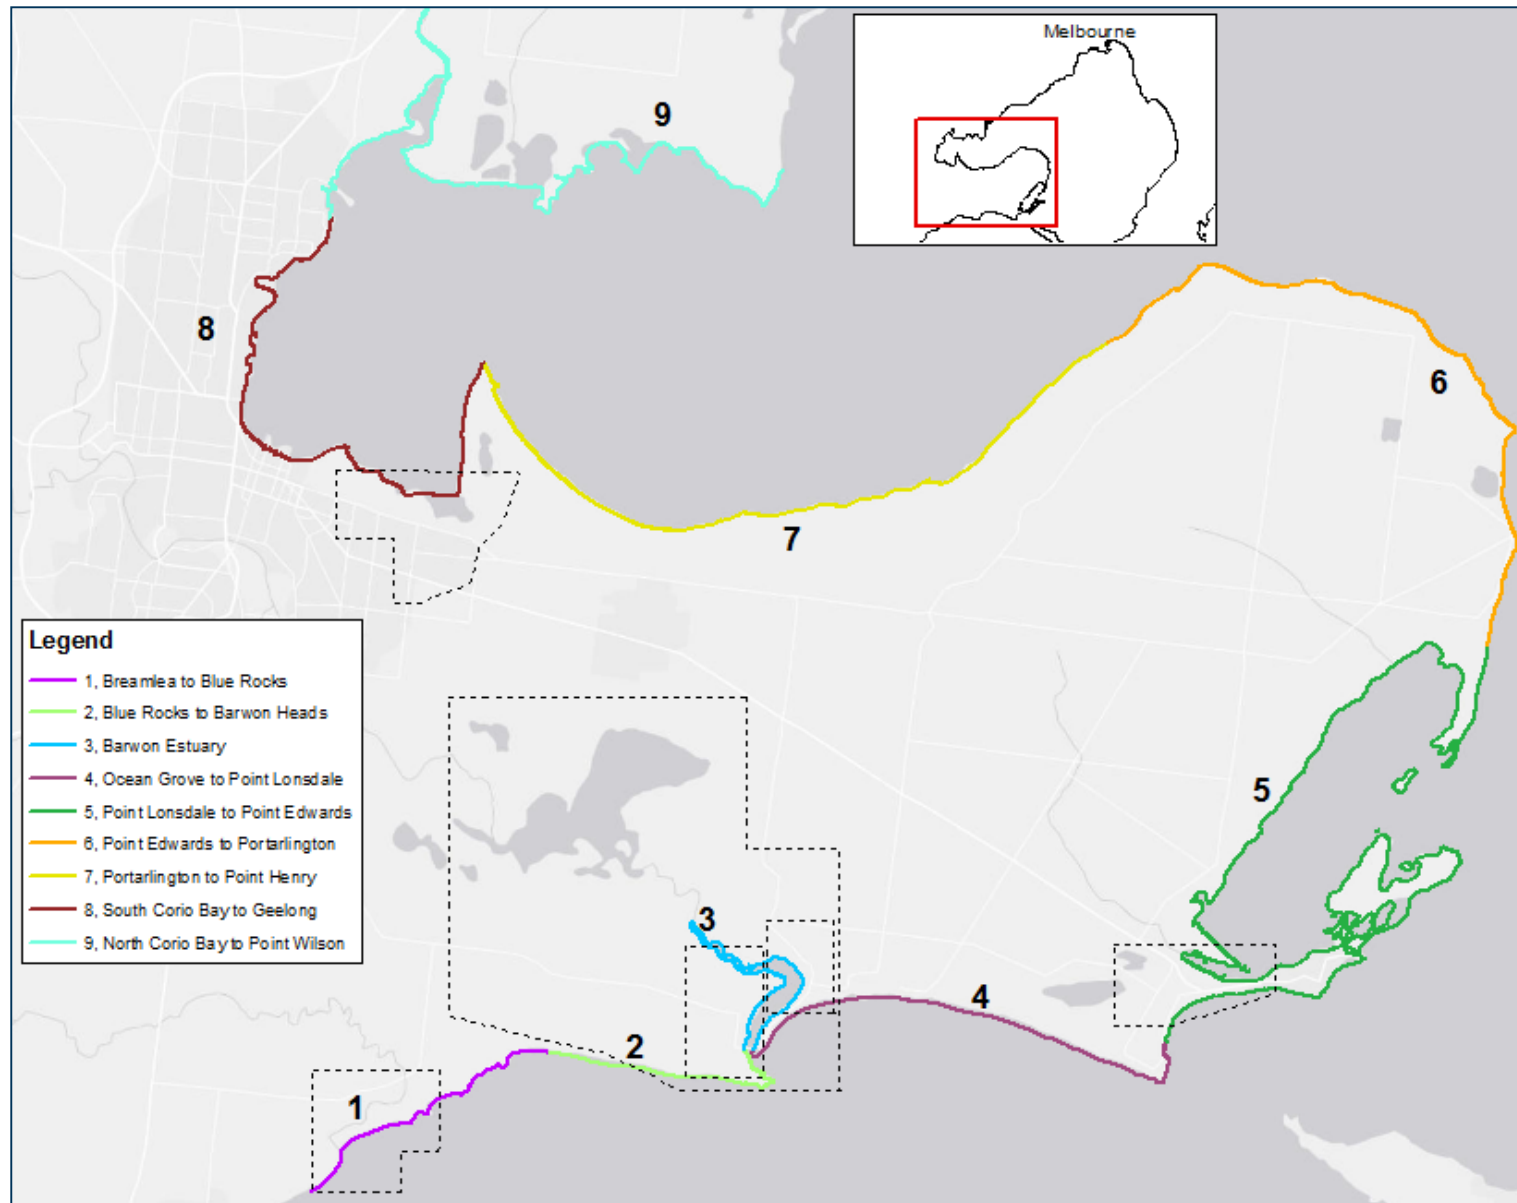 Melbourne
9
8
6
7
Legend
1, Breamlea to Blue Rocks
2, Blue Rocks to Barwon Heads
3, Barwon Estuary
4, Ocean Grove to Point Lonsdale
5, Point Lonsdale to Point Edwards
6, Point Edwards to Portarlington
7, Portarlington to Point Henry
8, South Corio Bay to Geelong
9, North Corio Bay to Point Wilson
5
3
4
2
1